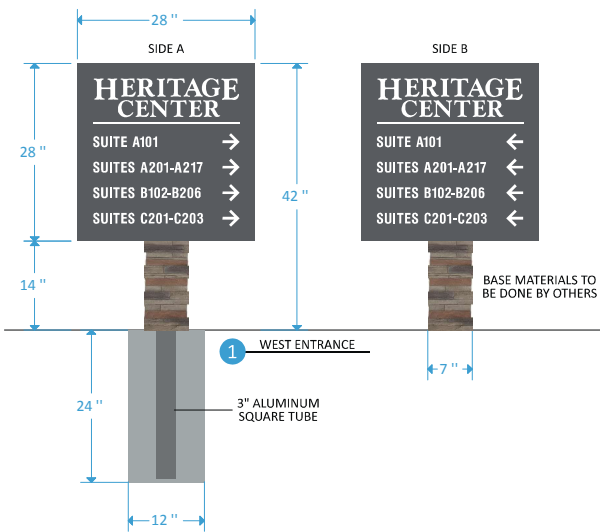 28 "
SIDE A
SIDE B
HERITAGE
CENTER
SUITE A101
SUITES A201-A217
SUITES B102-B206
SUITES C201-C203
HERITAGE
CENTER
SUITE A101
SUITES A201-A217
SUITES B102-B206
SUITES C201-C203
28 "
42 "
14 "
BASE MATERIALS TO
BE DONE BY OTHERS
1 WEST ENTRANCE
7 "
24 "
3" ALUMINUM
SQUARE TUBE
12 "